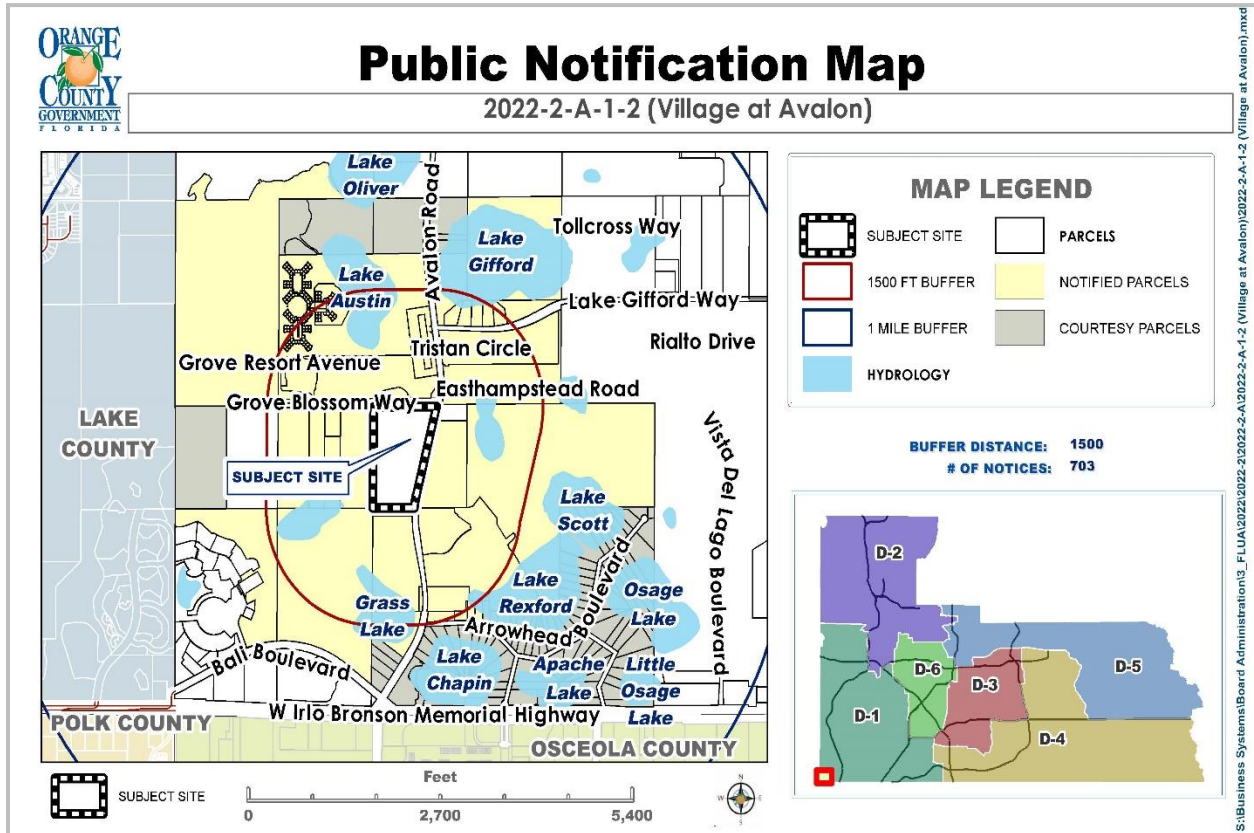 ORANGE
COUNTY
GOVERNMENT
FLORIDA
Public Notification Map
2022-2-A-1-2 (Village at Avalon)
Lake
Oliver
Avalon Road
Tollcross Way
Lake
Gifford
Lake
Austin
Lake Gifford Way
Rialto Drive
Tristan Circle
Grove Resort Avenue
Easthampstead Road
Grove Blossom Way
LAKE
COUNTY
SUBJECT SITE
Vista Del Lago Boulevard
Lake
Scott
Lake
Rexford
Osage
Lake
Grass
Lake
Arrowhead Boulevard
Bali Boulevard
Lake
Chapin
Apache
Lake
Little
Osage
Lake
W Irlo Bronson Memorial Highway
POLK COUNTY
OSCEOLA COUNTY
SUBJECT SITE
Feet
0
2,700
5,400
N
W
E
S
MAP LEGEND
SUBJECT SITE
PARCELS
1500 FT BUFFER
NOTIFIED PARCELS
1 MILE BUFFER
COURTESY PARCELS
HYDROLOGY
BUFFER DISTANCE: 1500
# OF NOTICES: 703
D-2
D-6
D-5
D-3
D-1
D-4
S:\Business Systems\Board Administration\3_FLUA\2022\2022-2\2022-2-A\2022-2-A-1-2 (Village at Avalon)\2022-2-A-1-2 (Village at Avalon).mxd